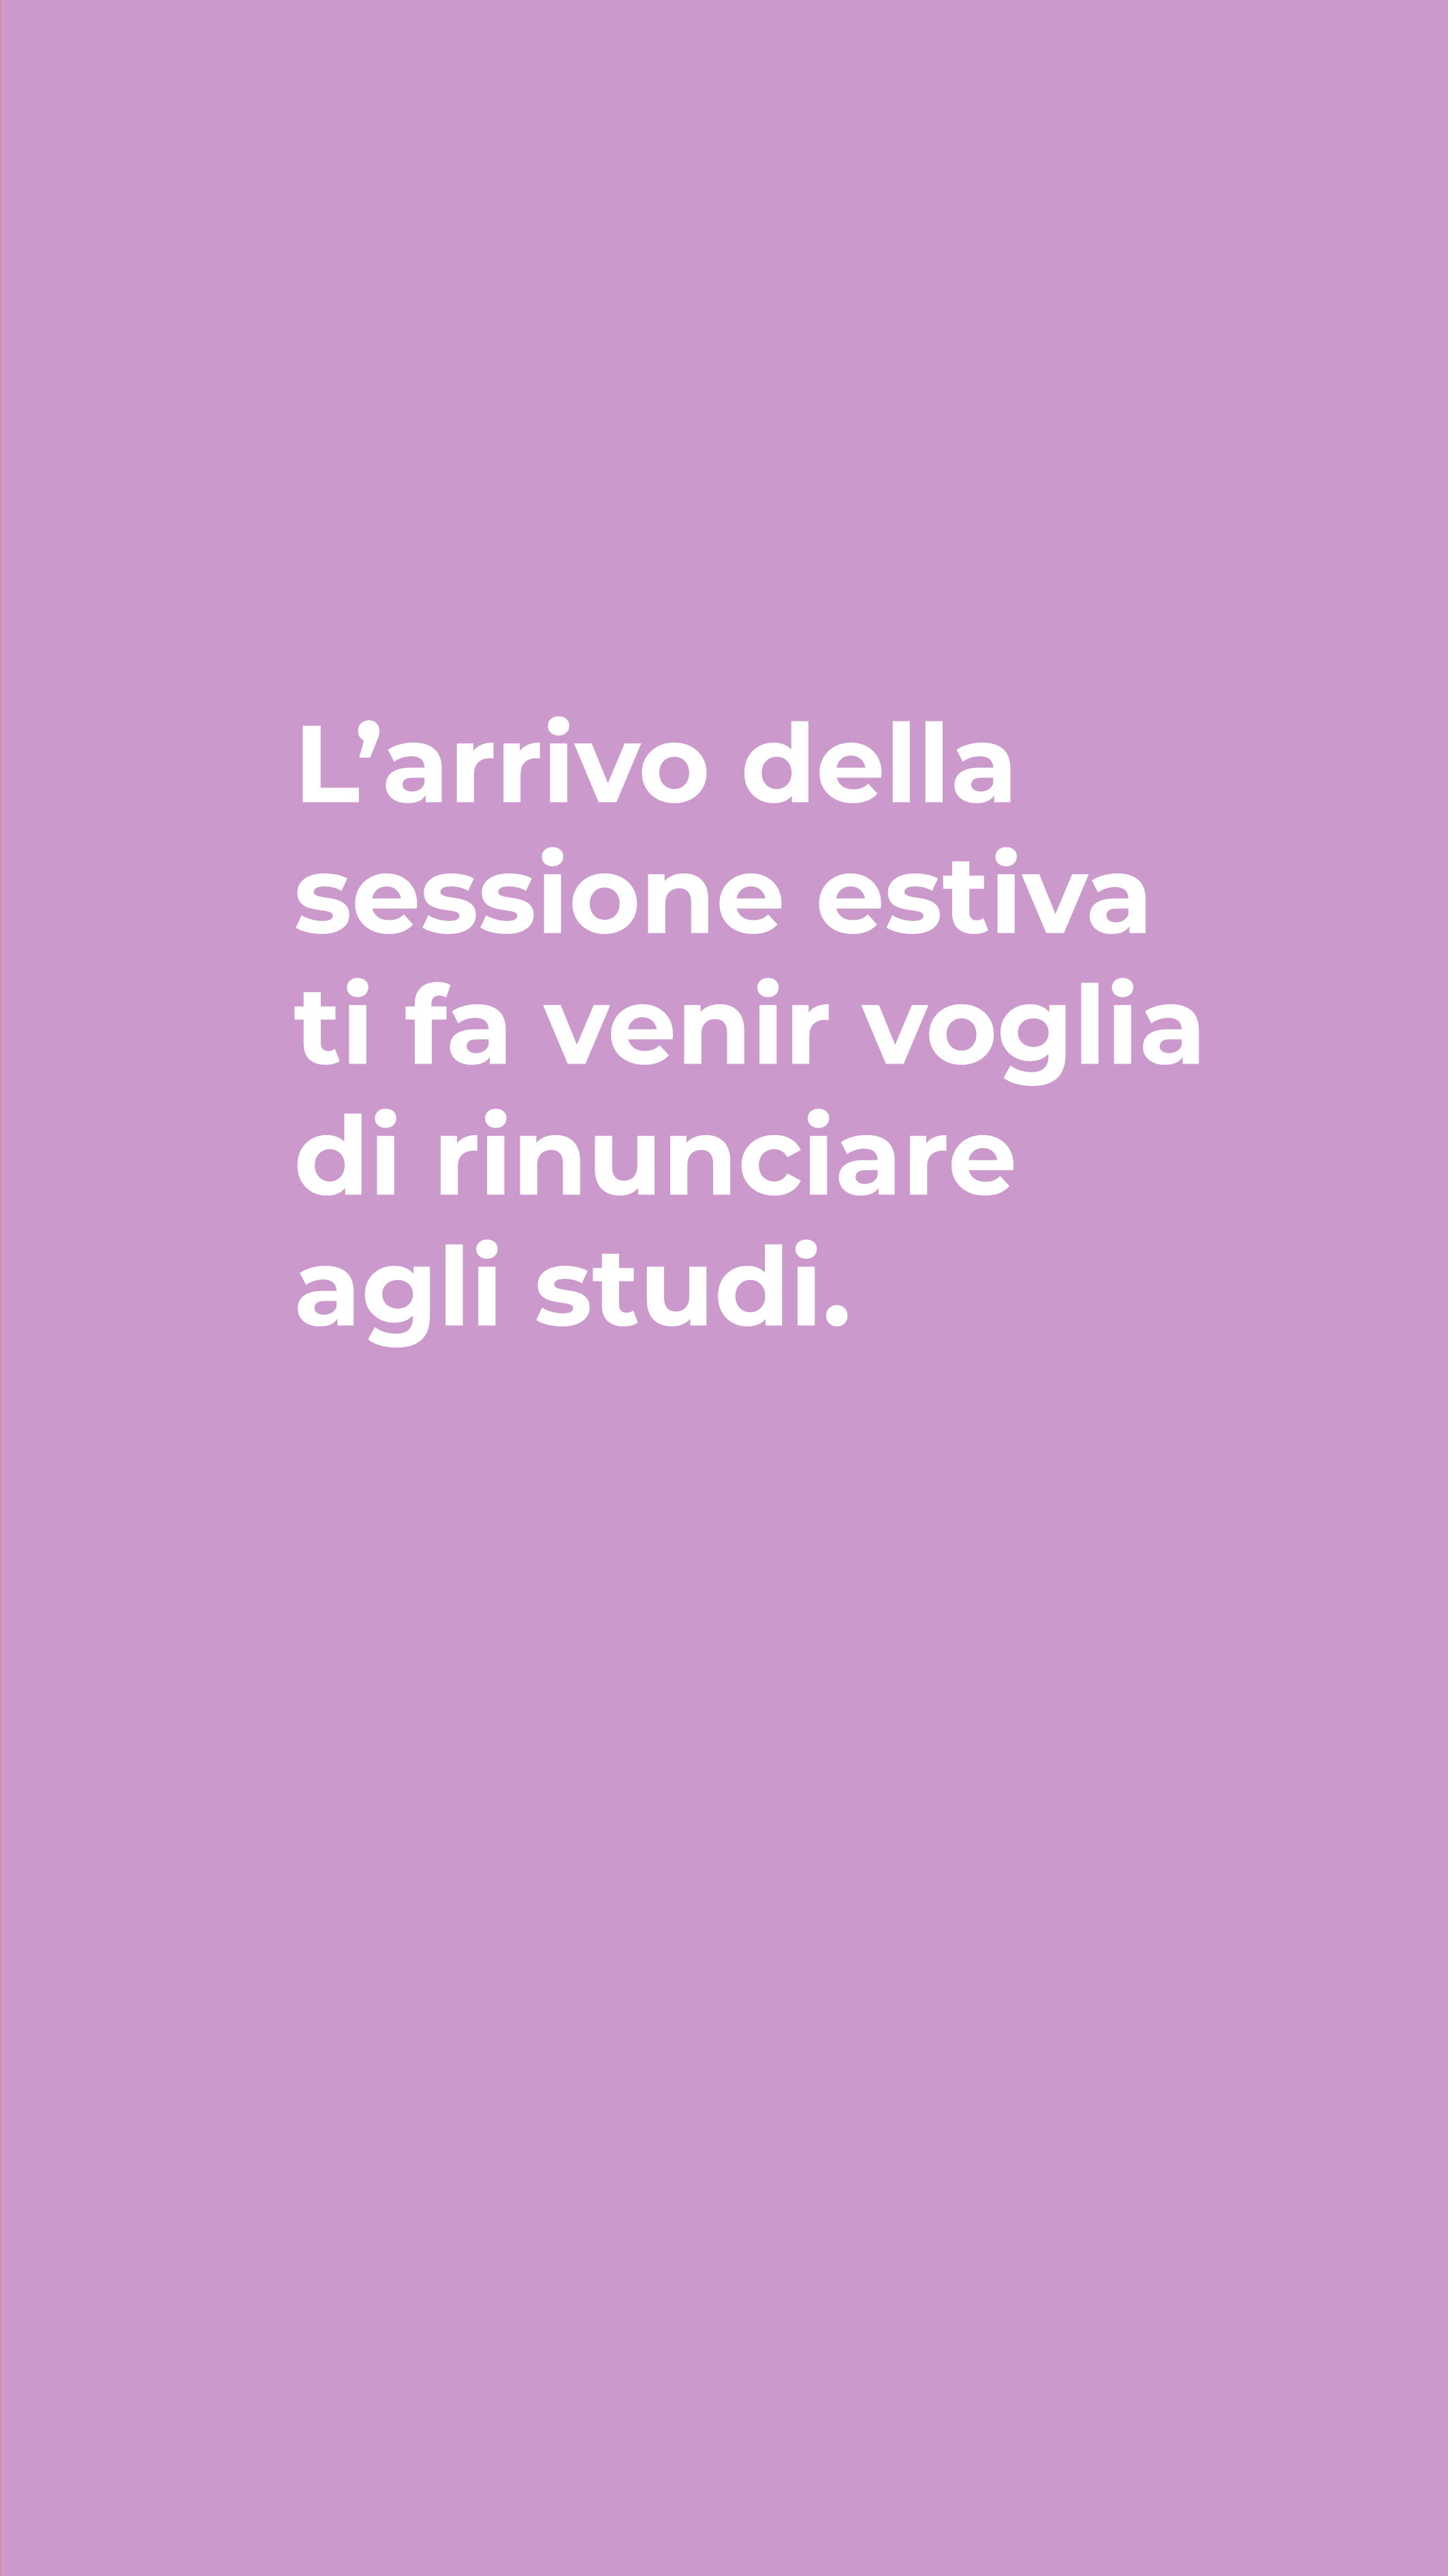 L’arrivo della
sessione estiva
ti fa venir voglia
di rinunciare
agli studi.